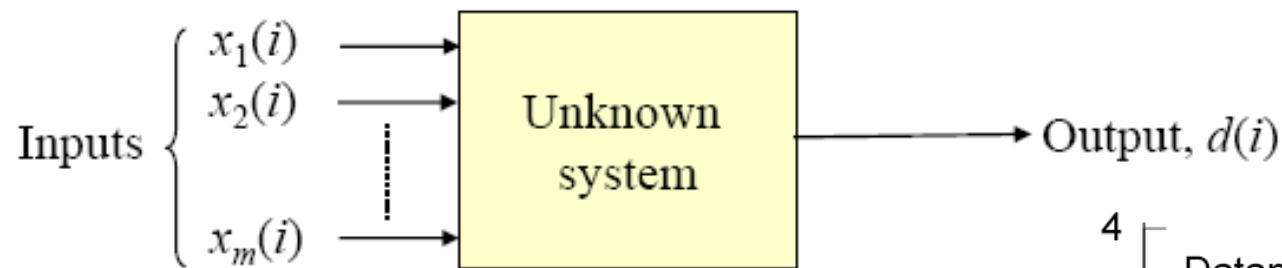 x₁(i)
x₂(i)
Inputs
xₘ(i)
Unknown
system
Output, d(i)
4